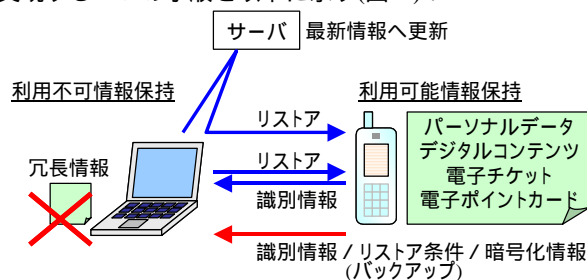 サーバ
最新情報へ更新
利用不可情報保持
利用可能情報保持
リストア
パーソナルデータ
デジタルコンテンツ
電子チケット
電子ポイントカード
冗長情報
リストア
識別情報
識別情報 / リストア条件 / 暗号化情報
(バックアップ)